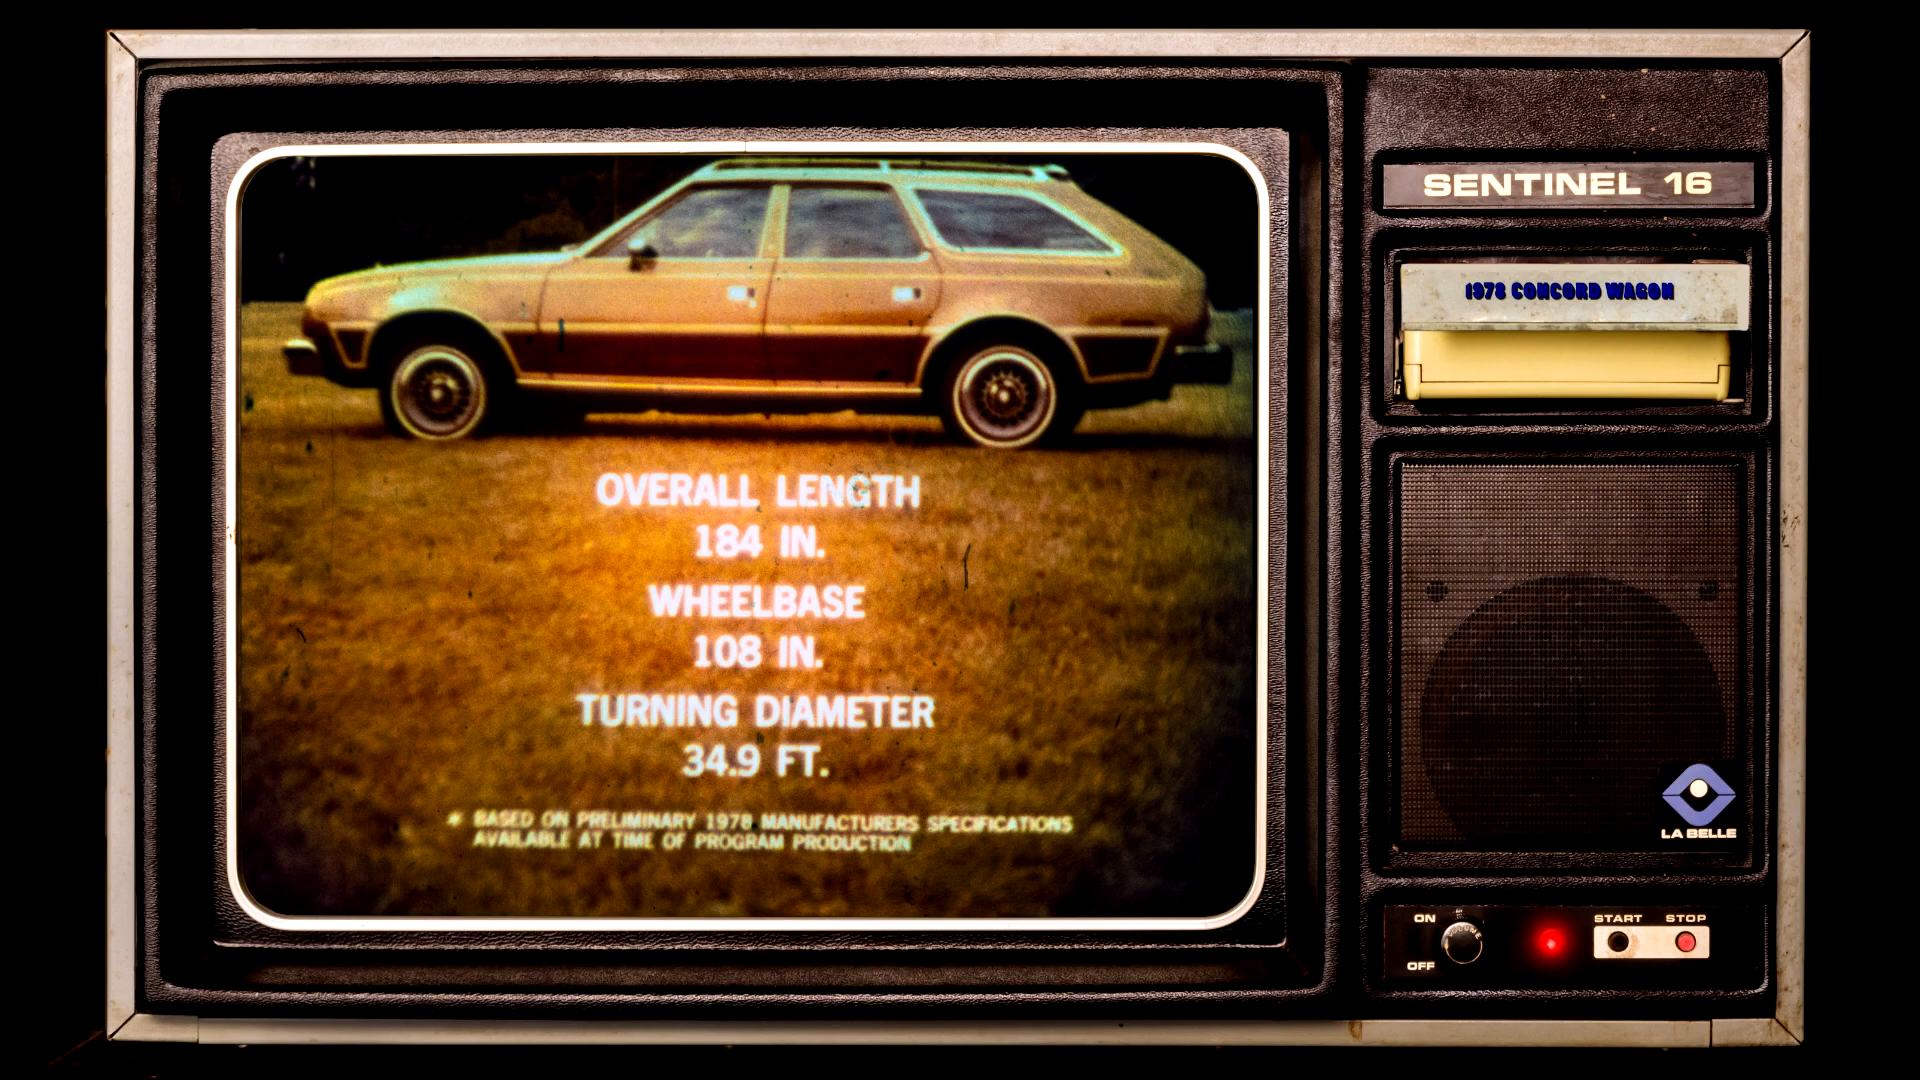 OVERALL LENGTH
184 IN.
WHEELBASE
108 IN.
TURNING DIAMETER
34.9 FT.
* BASED ON PRELIMINARY 1978 MANUFACTURERS SPECIFICATIONS
AVAILABLE AT TIME OF PROGRAM PRODUCTION
SENTINEL 16
1978 CONCORD WAGON
LA BELLE
ON
OFF
VOLUME
START STOP